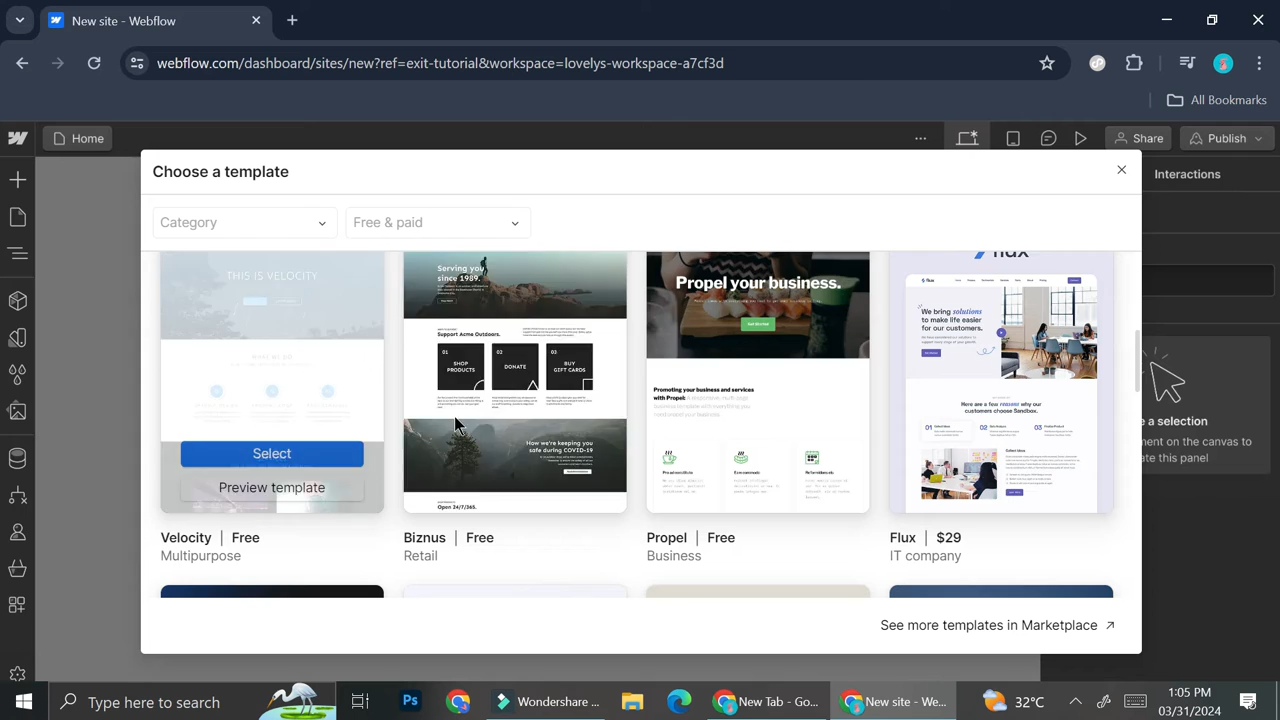 New site - Webflow
webflow.com/dashboard/sites/new?ref=exit-tutorial&workspace=lovelys-workspace-a7cf3d
All Bookmarks
Home
Share
Publish
Choose a template
Interactions
Category
Free & paid
THIS IS VELOCITY
Serving you
since 1989.
Propel your business.
flux
We bring solutions
to make life easier
for our customers.
Support Acme Outdoors.
01
SHOP
PRODUCTS
02
DONATE
03
BUY
GIFT CARDS
Promoting your business and services
with Propel:
Here are a few reasons why our
customers choose Sandbox.
How we're keeping you
safe during COVID-19
Open 24/7/365.
Select
Preview template
e a selection
ment on the canvas to
ate this panel
Velocity | Free
Multipurpose
Biznus | Free
Retail
Propel | Free
Business
Flux | $29
IT company
See more templates in Marketplace
Type here to search
Ps
Wondershare ...
New Tab - Go...
New site - We...
32°C
1:05 PM
03/31/2024